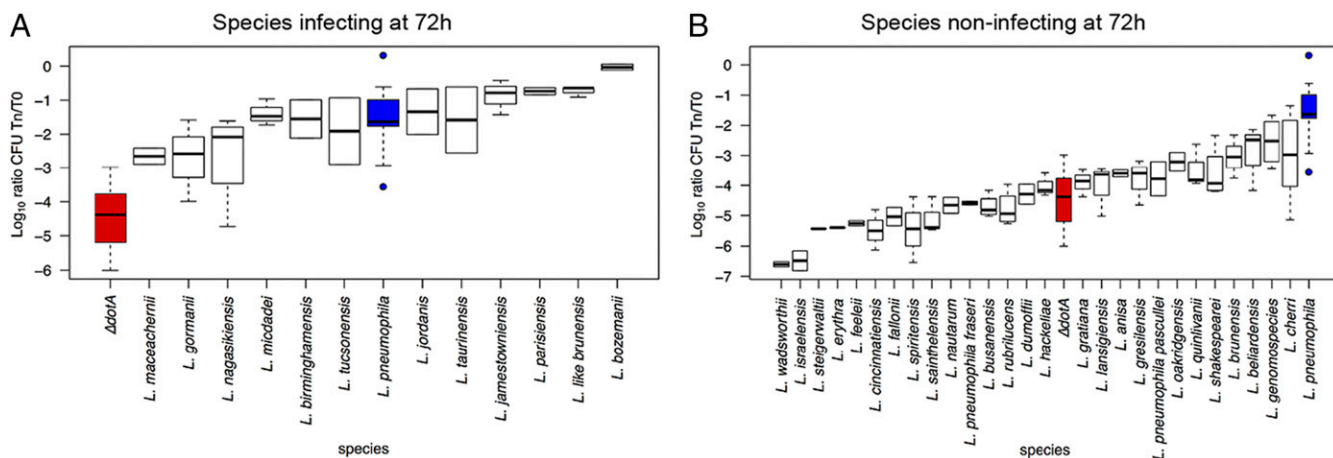 A
Species infecting at 72h
Log₁₀ ratio CFU Tn/T0
0
−1
−2
−3
−4
−5
−6
ΔdotA
L. maceachernii
L. gormanii
L. nagasakiensis
L. micdadei
L. birminghamensis
L. tucsonensis
L. pneumophila
L. jordanis
L. taurinensis
L. jamestowniensis
L. parisiensis
L. like brunensis
L. bozemanii
species
B
Species non-infecting at 72h
Log₁₀ ratio CFU Tn/T0
0
−1
−2
−3
−4
−5
−6
−7
L. wadsworthii
L. israelensis
L. steigerwaltii
L. erythra
L. feeleii
L. cincinnatiensis
L. fallonii
L. spiritensis
L. sainthelensis
L. nautarum
L. pneumophila fraseri
L. busanensis
L. rubrilucens
L. dumoffii
L. hackeliae
ΔdotA
L. gratiana
L. lansigiensis
L. anisa
L. gresilensis
L. pneumophila pascullei
L. oakridgensis
L. quinlivanii
L. shakespearei
L. brunensis
L. beliardensis
L. genomospecies
L. cherri
L. pneumophila
species